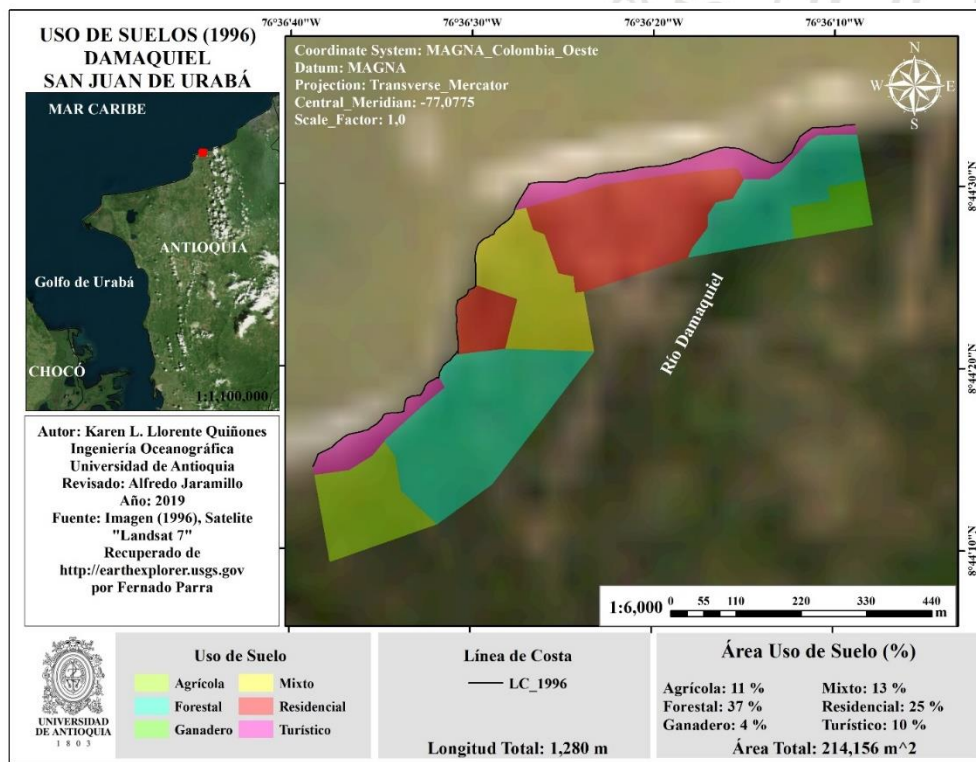 USO DE SUELOS (1996)
DAMAQUIEL
SAN JUAN DE URABÁ
MAR CARIBE
ANTIOQUIA
Golfo de Urabá
CHOCÓ
1:1,100,000
Autor: Karen L. Llorente Quiñones
Ingeniería Oceanográfica
Universidad de Antioquia
Revisado: Alfredo Jaramillo
Año: 2019
Fuente: Imagen (1996), Satelite
"Landsat 7"
Recuperado de
http://earthexplorer.usgs.gov
por Fernado Parra
76°36'40"W
76°36'30"W
76°36'20"W
76°36'10"W
Coordinate System: MAGNA_Colombia_Oeste
Datum: MAGNA
Projection: Transverse_Mercator
Central_Meridian: -77,0775
Scale_Factor: 1,0
N
W
E
S
8°44'30"N
8°44'20"N
8°44'10"N
Río Damaquiel
1:6,000
0 55 110 220 330 440
m
UNIVERSIDAD
DE ANTIOQUIA
1803
Uso de Suelo
Agrícola
Mixto
Forestal
Residencial
Ganadero
Turístico
Línea de Costa
LC_1996
Longitud Total: 1,280 m
Área Uso de Suelo (%)
Agrícola: 11 %
Mixto: 13 %
Forestal: 37 %
Residencial: 25 %
Ganadero: 4 %
Turístico: 10 %
Área Total: 214,156 m^2